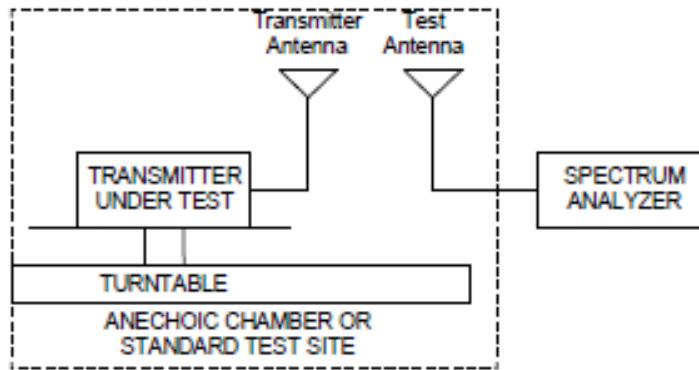 Transmitter
Antenna
Test
Antenna
TRANSMITTER
UNDER TEST
SPECTRUM
ANALYZER
TURNTABLE
ANECHOIC CHAMBER OR
STANDARD TEST SITE